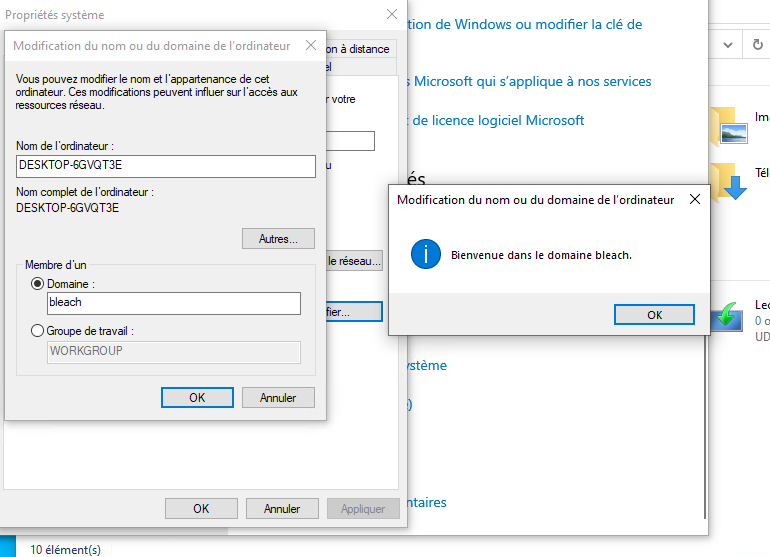 Propriétés système
Modification du nom ou du domaine de l'ordinateur
Vous pouvez modifier le nom et l'appartenance de cet
ordinateur. Ces modifications peuvent influer sur l'accès aux
ressources réseau.
Nom de l'ordinateur :
DESKTOP-6GVQT3E
Nom complet de l'ordinateur :
DESKTOP-6GVQT3E
Autres...
Membre d'un
Domaine :
bleach
Groupe de travail :
WORKGROUP
OK
Annuler
on à distance
el
r votre
u
le réseau...
fier...
OK
Annuler
Appliquer
10 élément(s)
tion de Windows ou modifier la clé de
s Microsoft qui s'applique à nos services
t de licence logiciel Microsoft
és
Modification du nom ou du domaine de l'ordinateur
Bienvenue dans le domaine bleach.
OK
ystème
)
entaires
Ima
Tél
Lec
0 o
UD